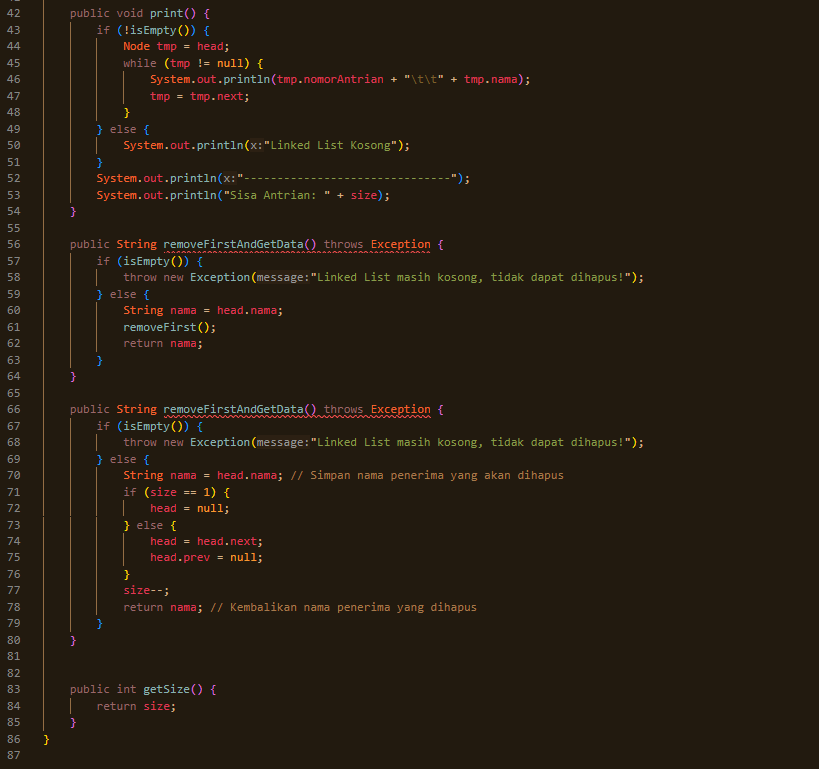 42 public void print() {
43 if (!isEmpty()) {
44 Node tmp = head;
45 while (tmp != null) {
46 System.out.println(tmp.nomorAntrian + "\t\t" + tmp.nama);
47 tmp = tmp.next;
48 }
49 } else {
50 System.out.println(x:"Linked List Kosong");
51 }
52 System.out.println(x:"-------------------------------");
53 System.out.println("Sisa Antrian: " + size);
54 }
55
56 public String removeFirstAndGetData() throws Exception {
57 if (isEmpty()) {
58 throw new Exception(message:"Linked List masih kosong, tidak dapat dihapus!");
59 } else {
60 String nama = head.nama;
61 removeFirst();
62 return nama;
63 }
64 }
65
66 public String removeFirstAndGetData() throws Exception {
67 if (isEmpty()) {
68 throw new Exception(message:"Linked List masih kosong, tidak dapat dihapus!");
69 } else {
70 String nama = head.nama; // Simpan nama penerima yang akan dihapus
71 if (size == 1) {
72 head = null;
73 } else {
74 head = head.next;
75 head.prev = null;
76 }
77 size--;
78 return nama; // Kembalikan nama penerima yang dihapus
79 }
80 }
81
82
83 public int getSize() {
84 return size;
85 }
86 }
87